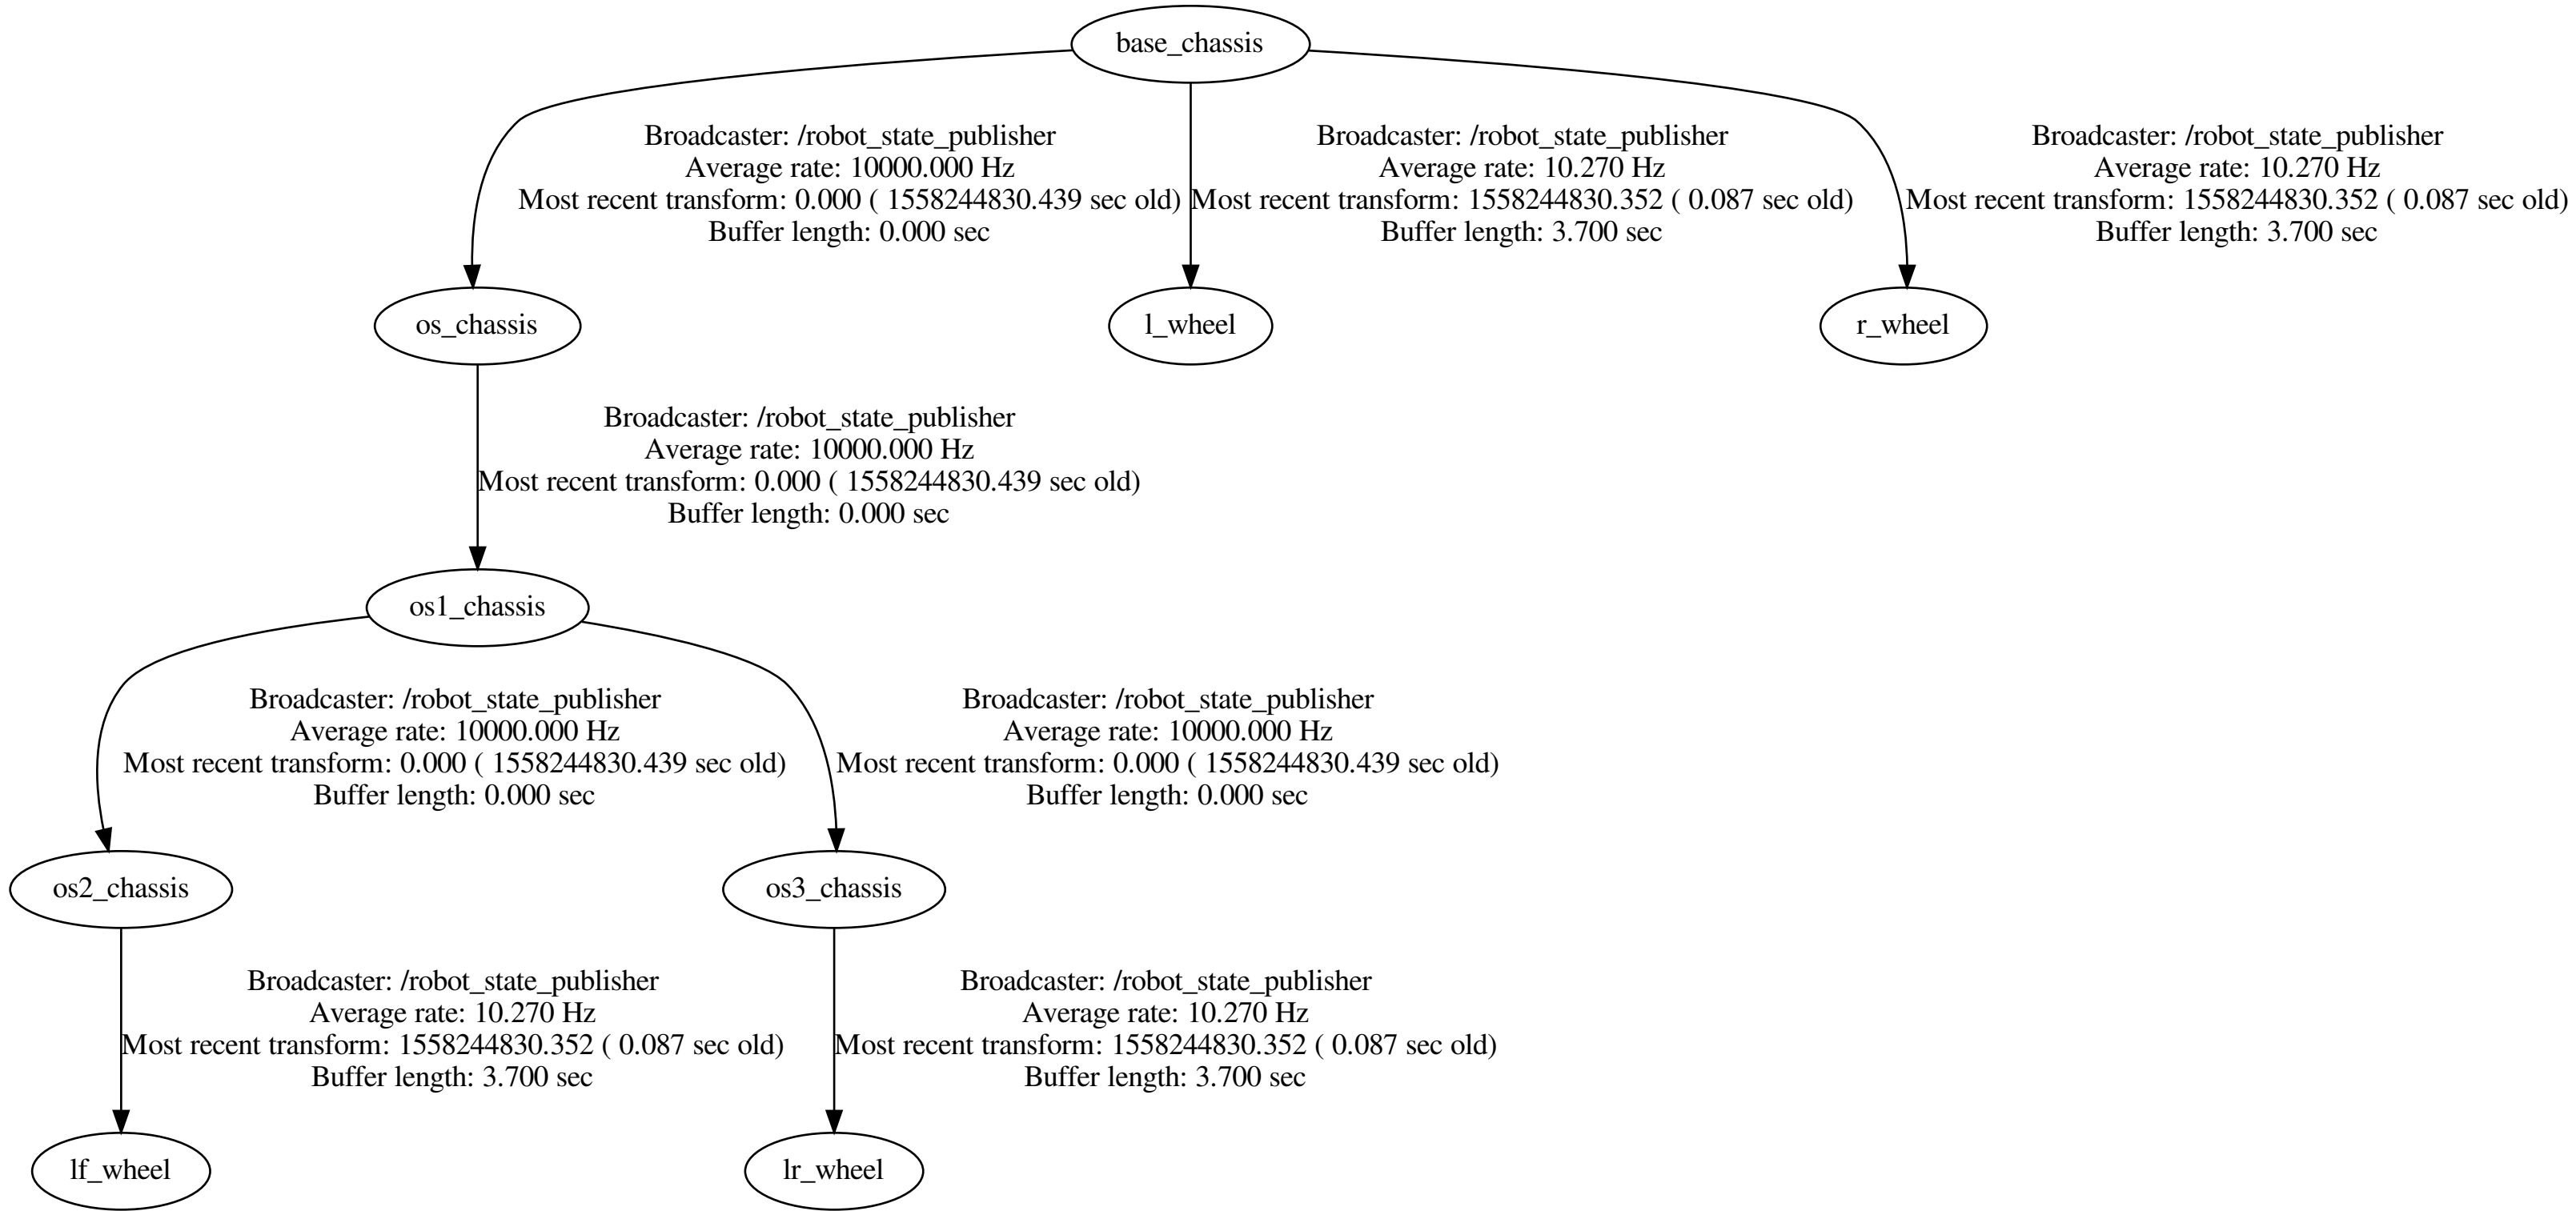 base_chassis
Broadcaster: /robot_state_publisher
Average rate: 10000.000 Hz
Most recent transform: 0.000 ( 1558244830.439 sec old)
Buffer length: 0.000 sec
Broadcaster: /robot_state_publisher
Average rate: 10.270 Hz
Most recent transform: 1558244830.352 ( 0.087 sec old)
Buffer length: 3.700 sec
Broadcaster: /robot_state_publisher
Average rate: 10.270 Hz
Most recent transform: 1558244830.352 ( 0.087 sec old)
Buffer length: 3.700 sec
os_chassis
l_wheel
r_wheel
Broadcaster: /robot_state_publisher
Average rate: 10000.000 Hz
Most recent transform: 0.000 ( 1558244830.439 sec old)
Buffer length: 0.000 sec
os1_chassis
Broadcaster: /robot_state_publisher
Average rate: 10000.000 Hz
Most recent transform: 0.000 ( 1558244830.439 sec old)
Buffer length: 0.000 sec
Broadcaster: /robot_state_publisher
Average rate: 10000.000 Hz
Most recent transform: 0.000 ( 1558244830.439 sec old)
Buffer length: 0.000 sec
os2_chassis
os3_chassis
Broadcaster: /robot_state_publisher
Average rate: 10.270 Hz
Most recent transform: 1558244830.352 ( 0.087 sec old)
Buffer length: 3.700 sec
Broadcaster: /robot_state_publisher
Average rate: 10.270 Hz
Most recent transform: 1558244830.352 ( 0.087 sec old)
Buffer length: 3.700 sec
lf_wheel
lr_wheel